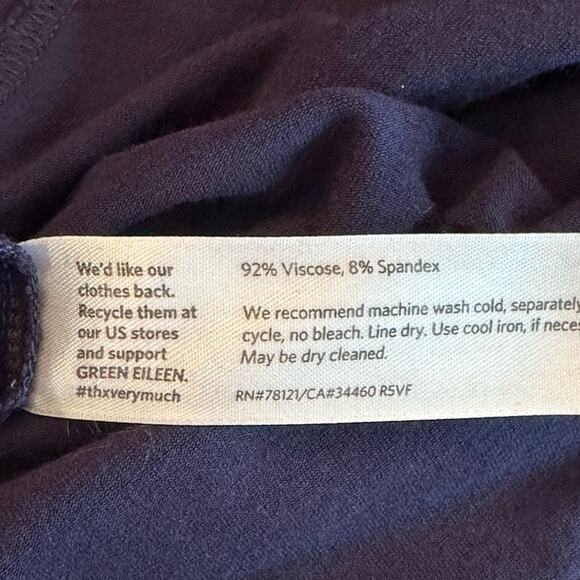 We'd like our
clothes back.
Recycle them at
our US stores
and support
GREEN EILEEN.
#thxverymuch
92% Viscose, 8% Spandex
We recommend machine wash cold, separately
cycle, no bleach. Line dry. Use cool iron, if neces
May be dry cleaned.
RN#78121/CA#34460 R5VF